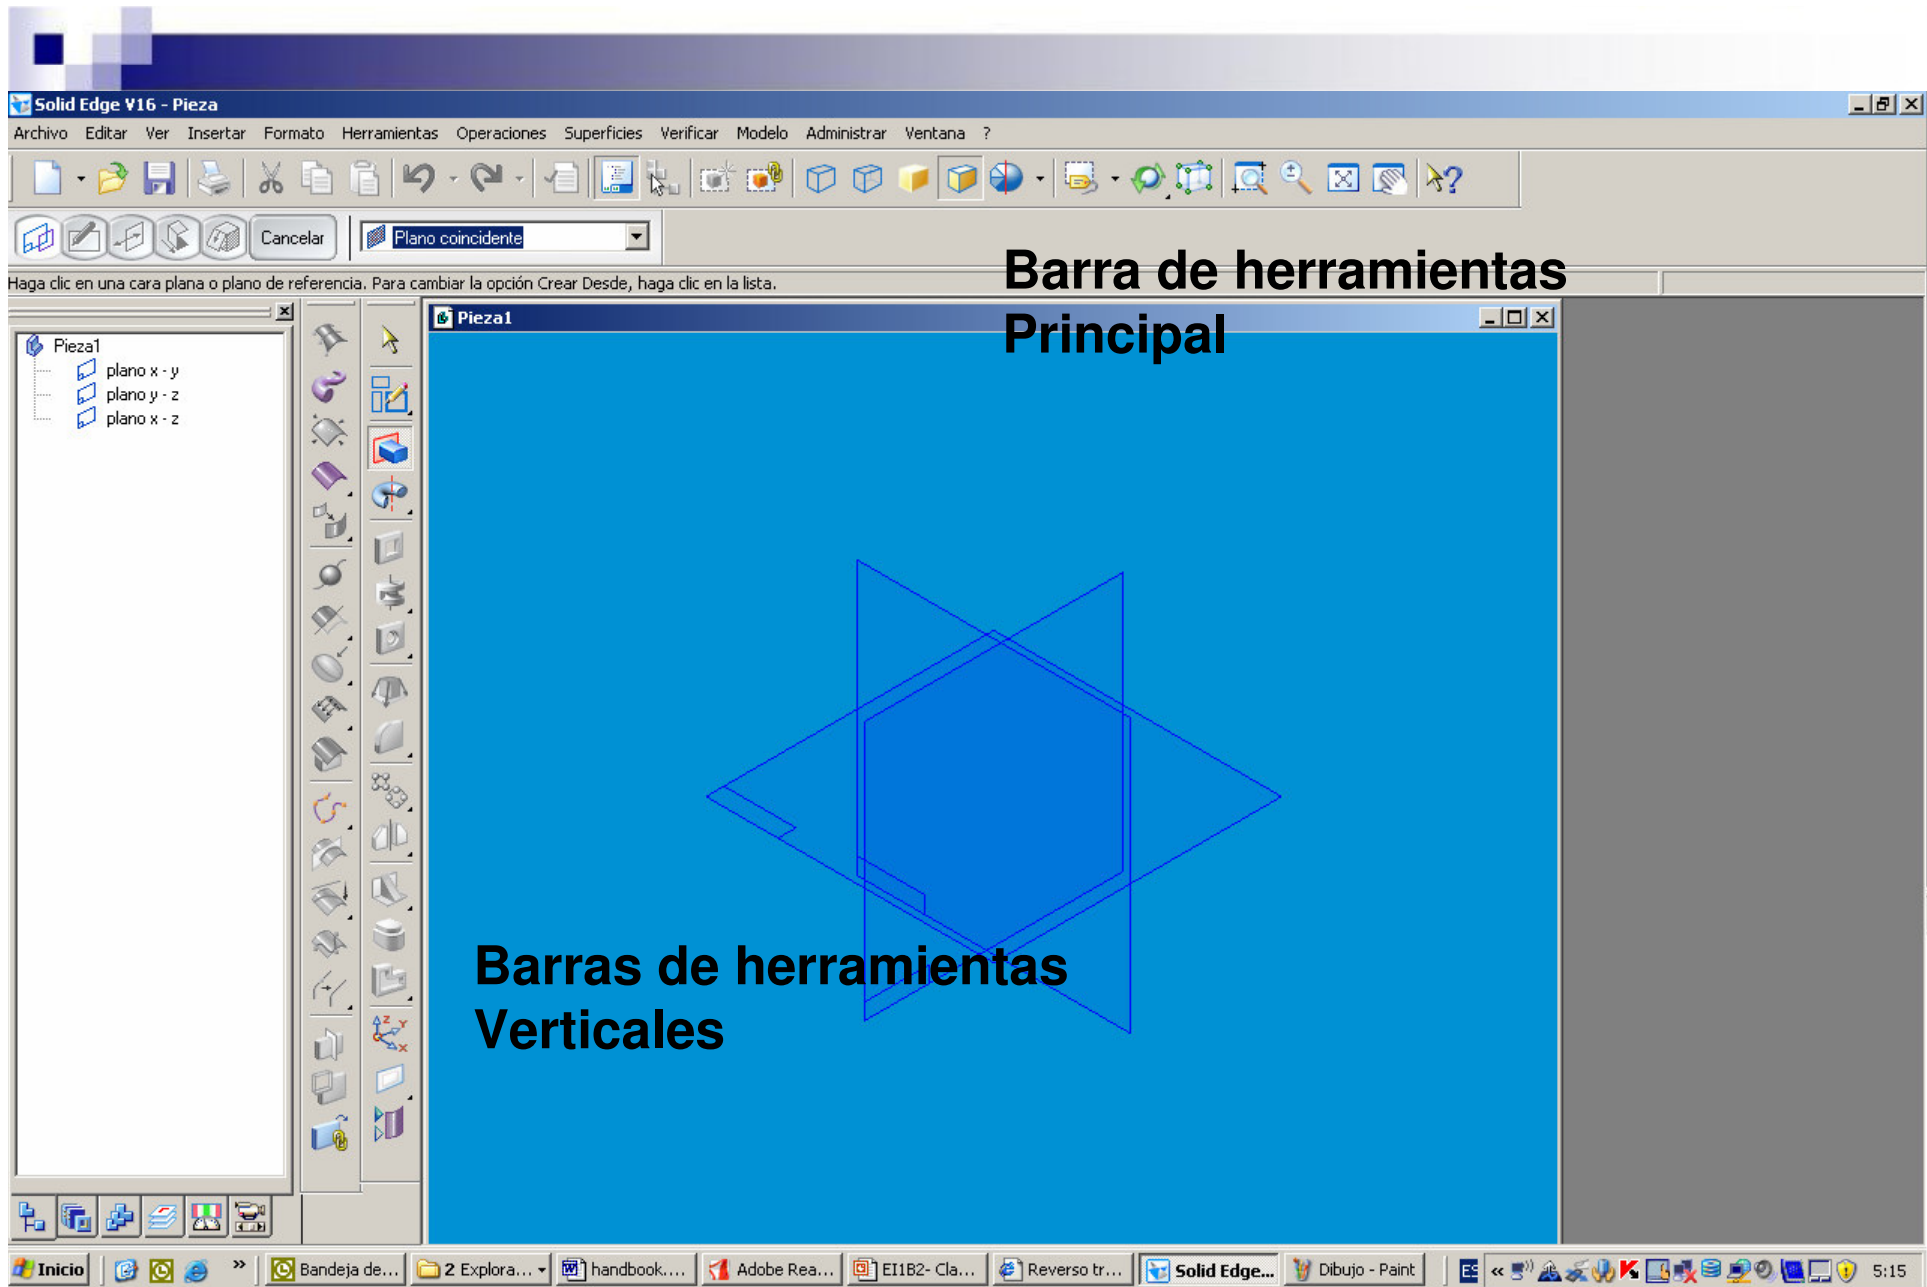 Solid Edge V16 - Pieza
Archivo Editar Ver Insertar Formato Herramientas Operaciones Superficies Verificar Modelo Administrar Ventana ?
Cancelar Plano coincidente
Haga clic en una cara plana o plano de referencia. Para cambiar la opción Crear Desde, haga clic en la lista.
Barra de herramientas
Principal
Pieza1
Pieza1
plano x - y
plano y - z
plano x - z
Barras de herramientas
Verticales
Inicio » Bandeja de... 2 Explora... handbook.... Adobe Rea... EI1B2- Cla... Reverso tr... Solid Edge... Dibujo - Paint ES « 5:15